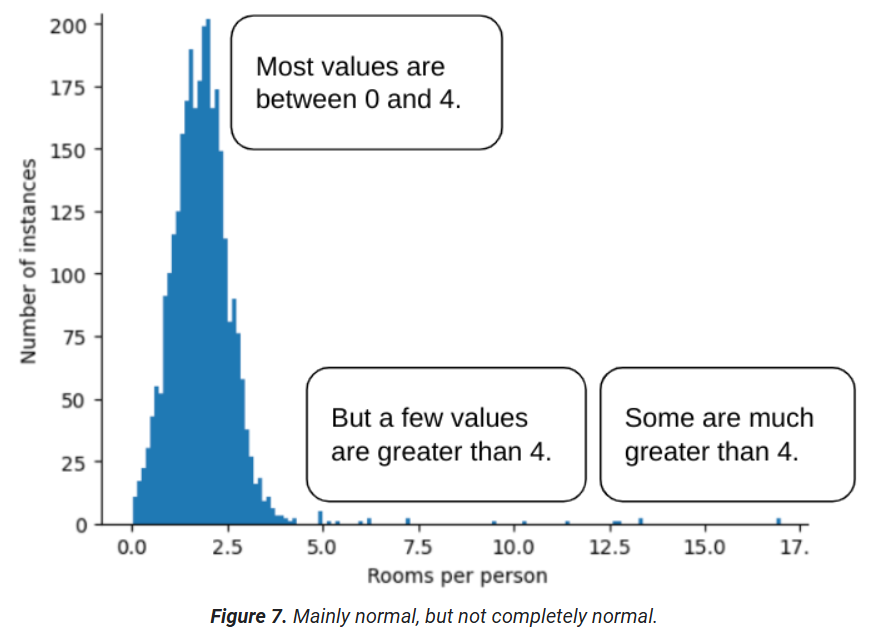 200
175
150
125
100
75
50
25
0
Number of instances
Most values are
between 0 and 4.
But a few values
are greater than 4.
Some are much
greater than 4.
0.0 2.5 5.0 7.5 10.0 12.5 15.0 17.
Rooms per person
Figure 7. Mainly normal, but not completely normal.